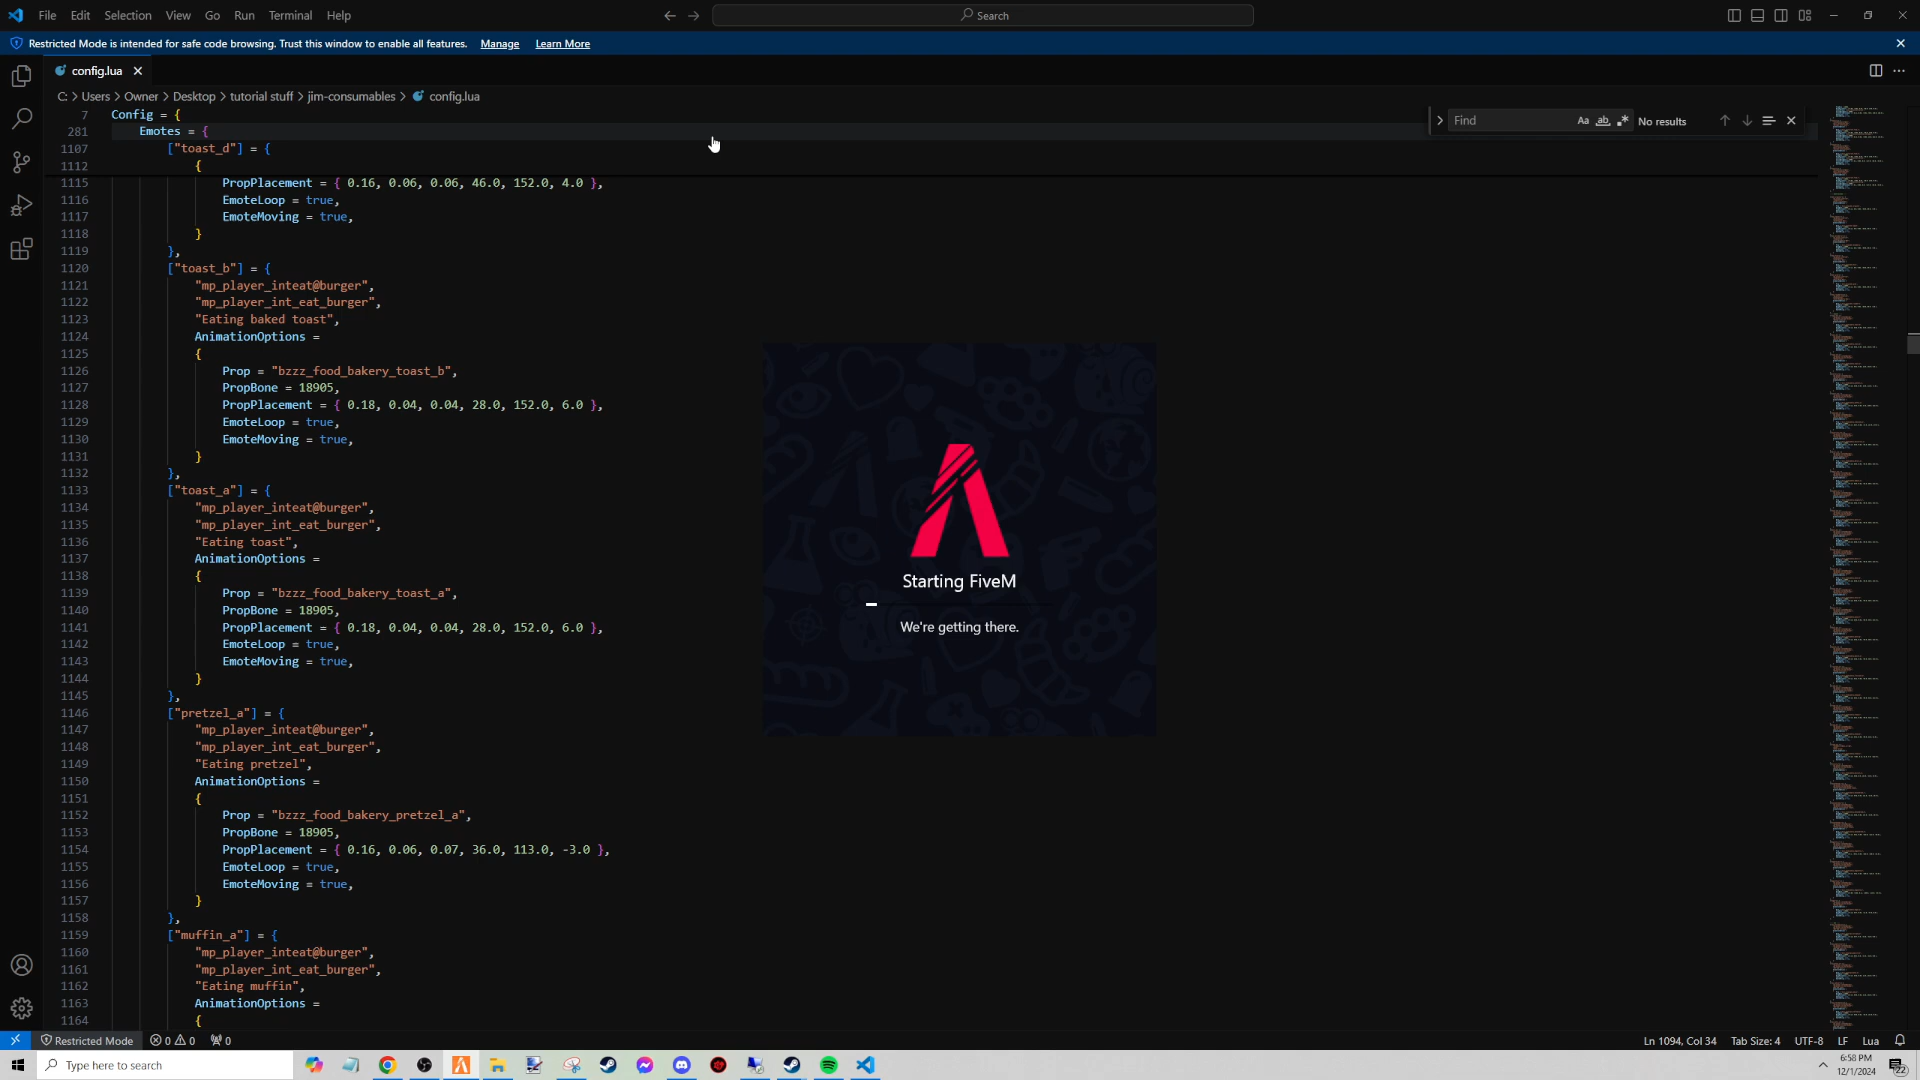 File Edit Selection View Go Run Terminal Help
Search
Restricted Mode is intended for safe code browsing. Trust this window to enable all features. Manage Learn More
config.lua
C: > Users > Owner > Desktop > tutorial stuff > jim-consumables > config.lua
Find Aa ab No results
7 Config = {
281 Emotes = {
1107 ["toast_d"] = {
1112 {
1115 PropPlacement = { 0.16, 0.06, 0.06, 46.0, 152.0, 4.0 },
1116 EmoteLoop = true,
1117 EmoteMoving = true,
1118 }
1119 },
1120 ["toast_b"] = {
1121 "mp_player_inteat@burger",
1122 "mp_player_int_eat_burger",
1123 "Eating baked toast",
1124 AnimationOptions =
1125 {
1126 Prop = "bzzz_food_bakery_toast_b",
1127 PropBone = 18905,
1128 PropPlacement = { 0.18, 0.04, 0.04, 28.0, 152.0, 6.0 },
1129 EmoteLoop = true,
1130 EmoteMoving = true,
1131 }
1132 },
1133 ["toast_a"] = {
1134 "mp_player_inteat@burger",
1135 "mp_player_int_eat_burger",
1136 "Eating toast",
1137 AnimationOptions =
1138 {
1139 Prop = "bzzz_food_bakery_toast_a",
1140 PropBone = 18905,
1141 PropPlacement = { 0.18, 0.04, 0.04, 28.0, 152.0, 6.0 },
1142 EmoteLoop = true,
1143 EmoteMoving = true,
1144 }
1145 },
1146 ["pretzel_a"] = {
1147 "mp_player_inteat@burger",
1148 "mp_player_int_eat_burger",
1149 "Eating pretzel",
1150 AnimationOptions =
1151 {
1152 Prop = "bzzz_food_bakery_pretzel_a",
1153 PropBone = 18905,
1154 PropPlacement = { 0.16, 0.06, 0.07, 36.0, 113.0, -3.0 },
1155 EmoteLoop = true,
1156 EmoteMoving = true,
1157 }
1158 },
1159 ["muffin_a"] = {
1160 "mp_player_inteat@burger",
1161 "mp_player_int_eat_burger",
1162 "Eating muffin",
1163 AnimationOptions =
1164 {
Starting FiveM
We're getting there.
Restricted Mode 0 0 0
Ln 1094, Col 34 Tab Size: 4 UTF-8 LF Lua
Type here to search
6:58 PM
12/1/2024
22